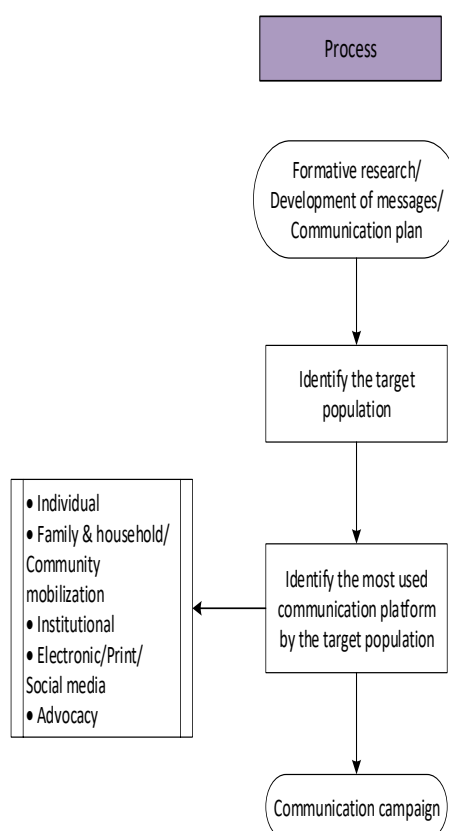 Process
Formative research/
Development of messages/
Communication plan
Identify the target
population
• Individual
• Family & household/
Community
mobilization
• Institutional
• Electronic/Print/
Social media
• Advocacy
Identify the most used
communication platform
by the target population
Communication campaign